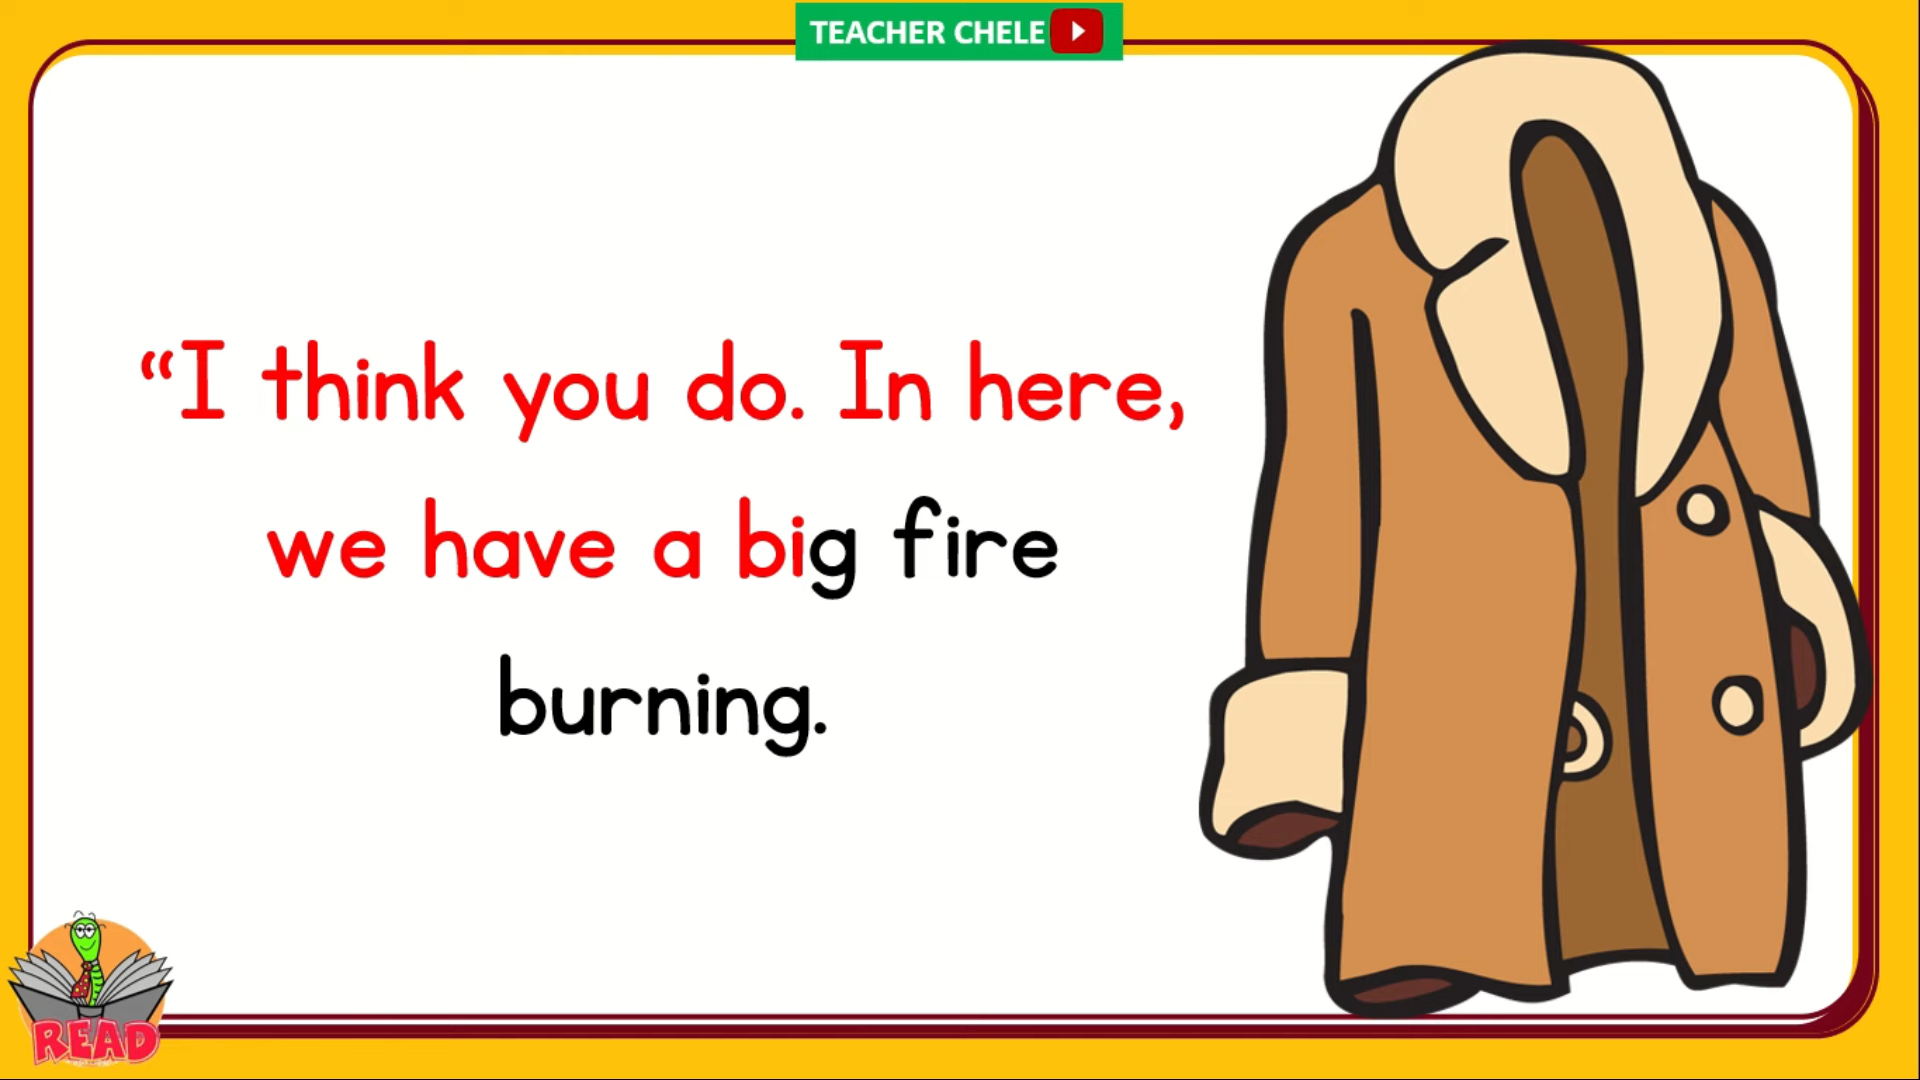 TEACHER CHELE
“I think you do. In here,
we have a big fire
burning.
READ